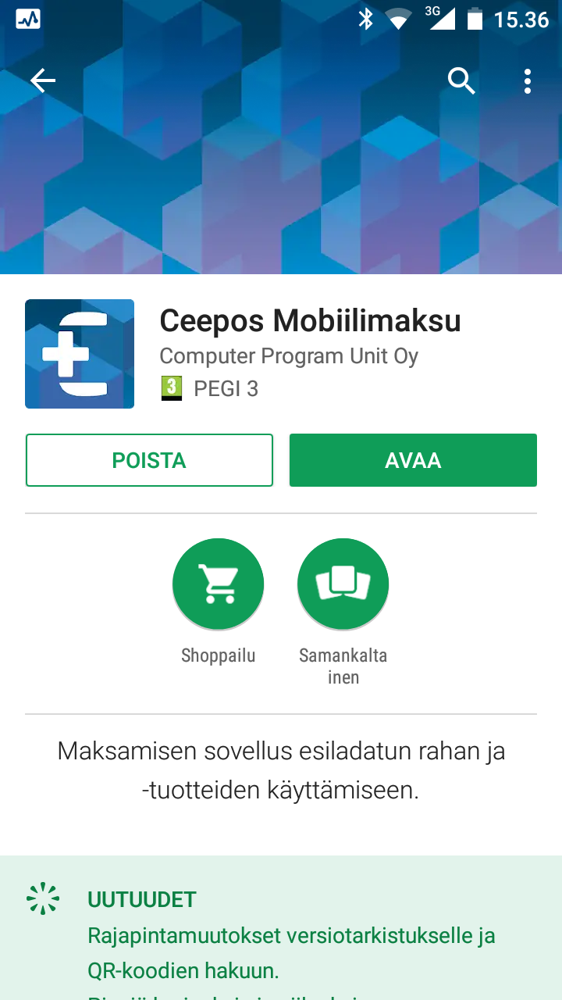 3G 15.36
Ceepos Mobiilimaksu
Computer Program Unit Oy
3 PEGI 3
POISTA AVAA
Shoppailu Samankalta
inen
Maksamisen sovellus esiladatun rahan ja
-tuotteiden käyttämiseen.
UUTUUDET
Rajapintamuutokset versiotarkistukselle ja
QR-koodien hakuun.